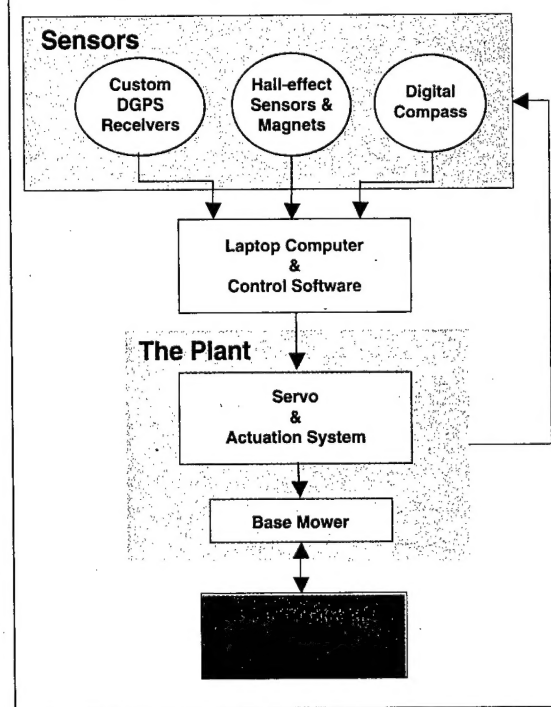 Sensors
Custom
DGPS
Receivers
Hall-effect
Sensors &
Magnets
Digital
Compass
Laptop Computer
&
Control Software
The Plant
Servo
&
Actuation System
Base Mower